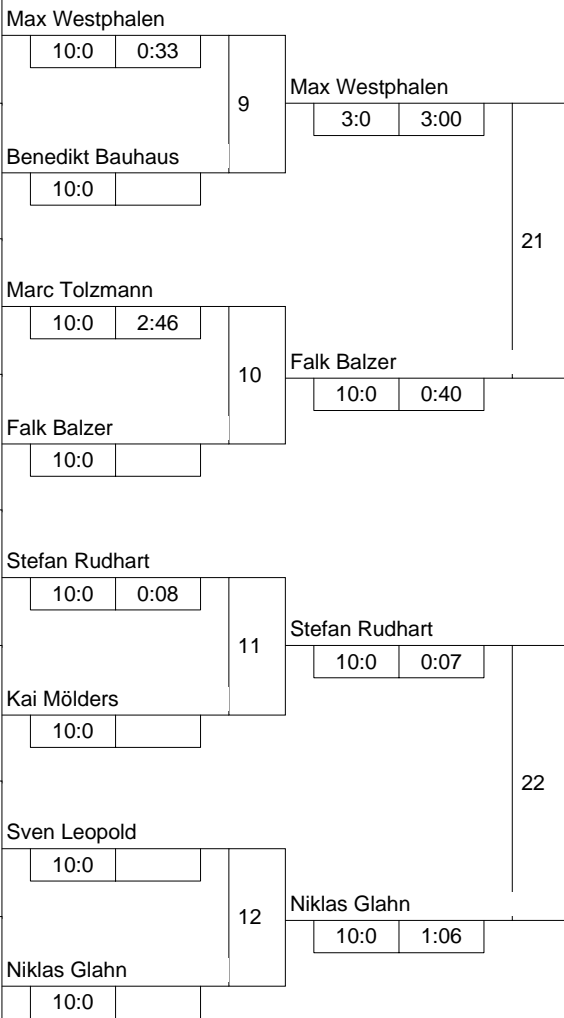 Max Westphalen
10:0 0:33
9
Max Westphalen
3:0 3:00
Benedikt Bauhaus
10:0
21
Marc Tolzmann
10:0 2:46
10
Falk Balzer
10:0 0:40
Falk Balzer
10:0
Stefan Rudhart
10:0 0:08
11
Stefan Rudhart
10:0 0:07
Kai Mölders
10:0
22
Sven Leopold
10:0
12
Niklas Glahn
10:0 1:06
Niklas Glahn
10:0